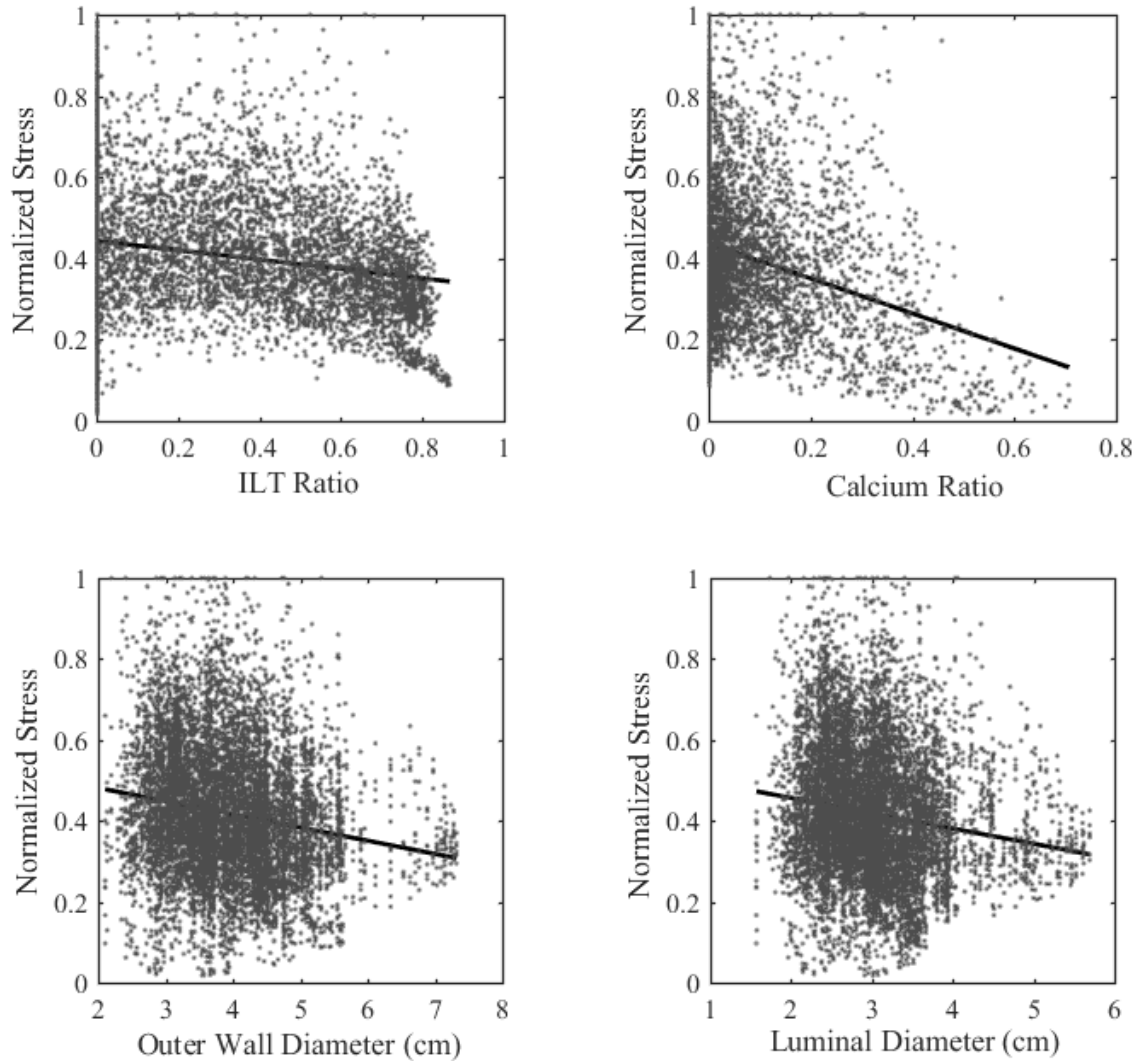 1
0.8
0.6
0.4
0.2
0
Normalized Stress
0 0.2 0.4 0.6 0.8 1
ILT Ratio
1
0.8
0.6
0.4
0.2
0
Normalized Stress
0 0.2 0.4 0.6 0.8
Calcium Ratio
1
0.8
0.6
0.4
0.2
0
Normalized Stress
2 3 4 5 6 7 8
Outer Wall Diameter (cm)
1
0.8
0.6
0.4
0.2
0
Normalized Stress
1 2 3 4 5 6
Luminal Diameter (cm)